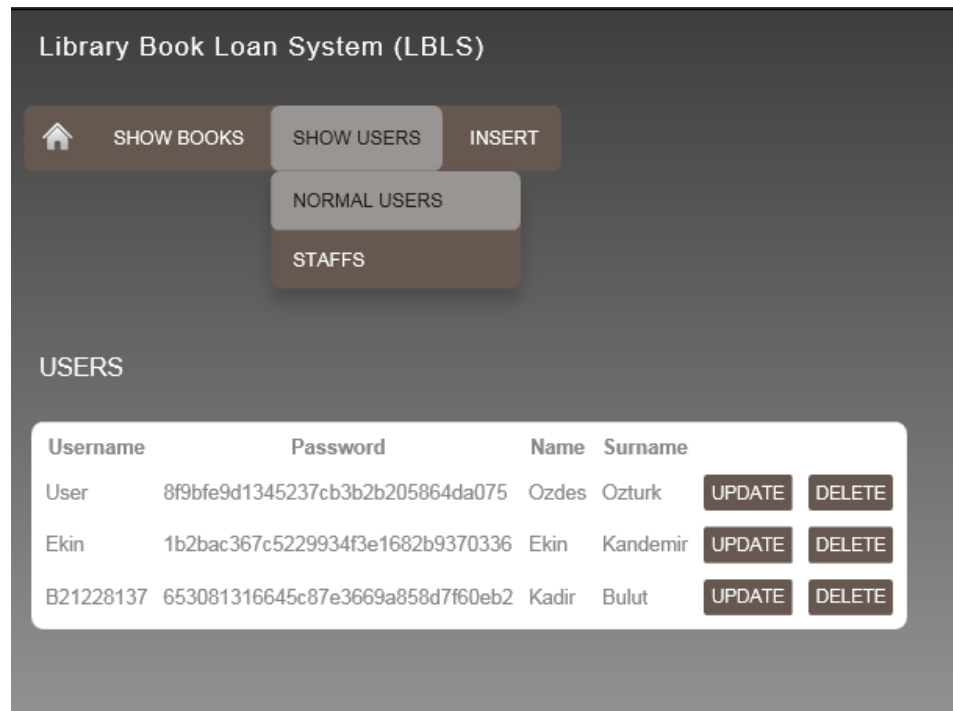 Library Book Loan System (LBLS)
SHOW BOOKS SHOW USERS INSERT
NORMAL USERS
STAFFS
USERS
Username Password Name Surname
User 8f9bfe9d1345237cb3b2b205864da075 Ozdes Ozturk UPDATE DELETE
Ekin 1b2bac367c5229934f3e1682b9370336 Ekin Kandemir UPDATE DELETE
B21228137 653081316645c87e3669a858d7f60eb2 Kadir Bulut UPDATE DELETE